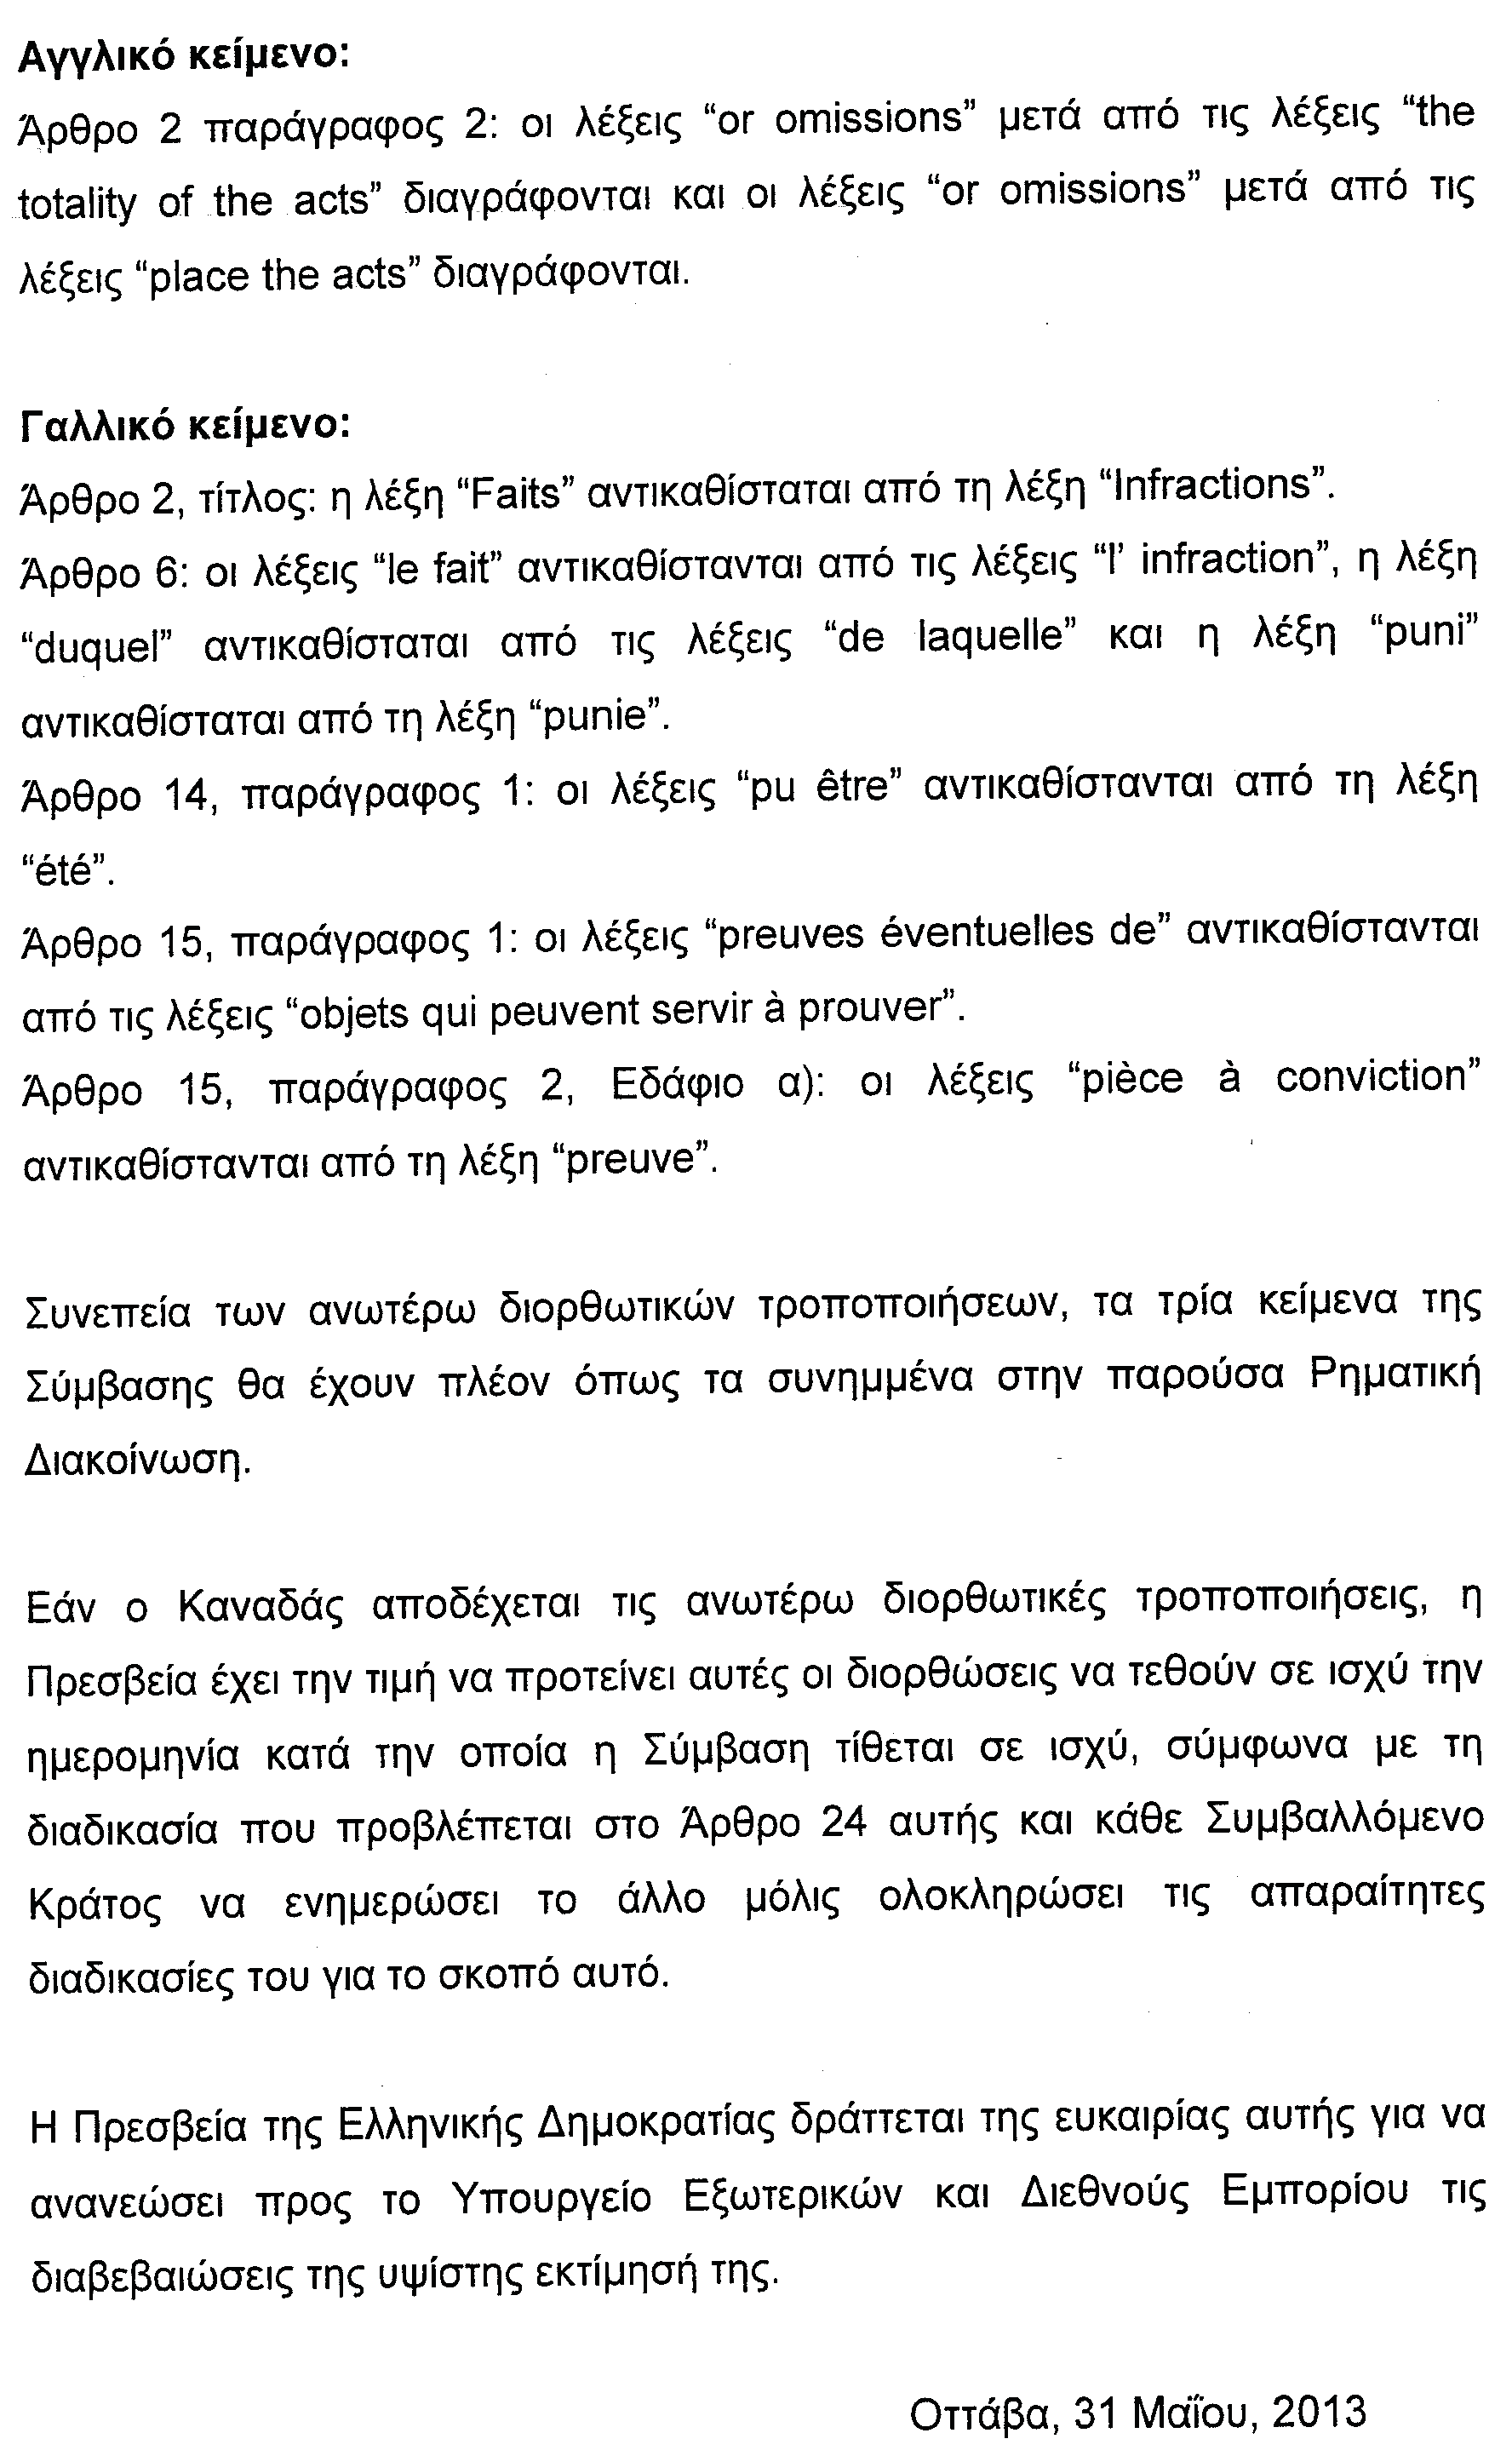 Αγγλικό κείμενο:
Άρθρο 2 παράγραφος 2: οι λέξεις “or omissions” μετά από τις λέξεις “the
totality of the acts” διαγράφονται και οι λέξεις “or omissions” μετά από τις
λέξεις “place the acts” διαγράφονται.
Γαλλικό κείμενο:
Άρθρο 2, τίτλος: η λέξη “Faits” αντικαθίσταται από τη λέξη “Infractions”.
Άρθρο 6: οι λέξεις “le fait” αντικαθίστανται από τις λέξεις “l’ infraction”, η λέξη
“duquel” αντικαθίσταται από τις λέξεις “de laquelle” και η λέξη “puni”
αντικαθίσταται από τη λέξη “punie”.
Άρθρο 14, παράγραφος 1: οι λέξεις “pu être” αντικαθίστανται από τη λέξη
“été”.
Άρθρο 15, παράγραφος 1: οι λέξεις “preuves éventuelles de” αντικαθίστανται
από τις λέξεις “objets qui peuvent servir à prouver”.
Άρθρο 15, παράγραφος 2, Εδάφιο α): οι λέξεις “pièce à conviction”
αντικαθίστανται από τη λέξη “preuve”.
Συνεπεία των ανωτέρω διορθωτικών τροποποιήσεων, τα τρία κείμενα της
Σύμβασης θα έχουν πλέον όπως τα συνημμένα στην παρούσα Ρηματική
Διακοίνωση.
Εάν ο Καναδάς αποδέχεται τις ανωτέρω διορθωτικές τροποποιήσεις, η
Πρεσβεία έχει την τιμή να προτείνει αυτές οι διορθώσεις να τεθούν σε ισχύ την
ημερομηνία κατά την οποία η Σύμβαση τίθεται σε ισχύ, σύμφωνα με τη
διαδικασία που προβλέπεται στο Άρθρο 24 αυτής και κάθε Συμβαλλόμενο
Κράτος να ενημερώσει το άλλο μόλις ολοκληρώσει τις απαραίτητες
διαδικασίες του για το σκοπό αυτό.
Η Πρεσβεία της Ελληνικής Δημοκρατίας δράττεται της ευκαιρίας αυτής για να
ανανεώσει προς το Υπουργείο Εξωτερικών και Διεθνούς Εμπορίου τις
διαβεβαιώσεις της υψίστης εκτίμησή της.
Οττάβα, 31 Μαΐου, 2013